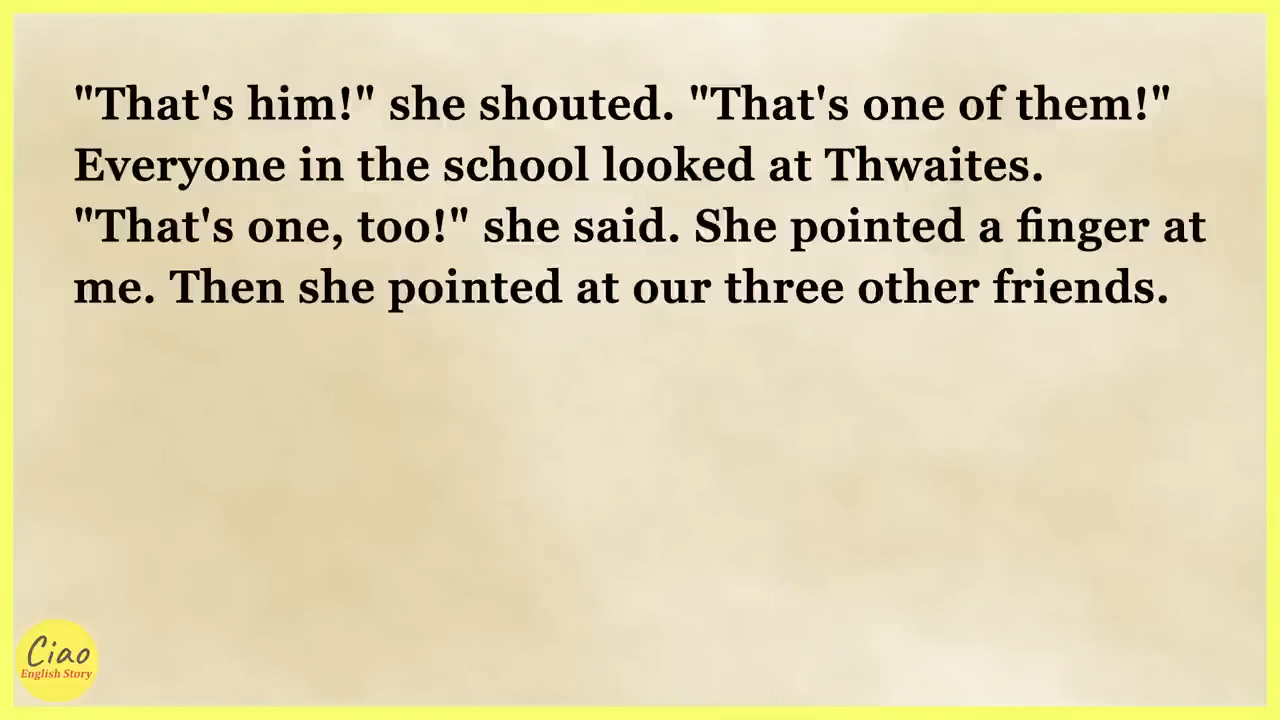 "That's him!" she shouted. "That's one of them!"
Everyone in the school looked at Thwaites.
"That's one, too!" she said. She pointed a finger at
me. Then she pointed at our three other friends.
Ciao
English Story